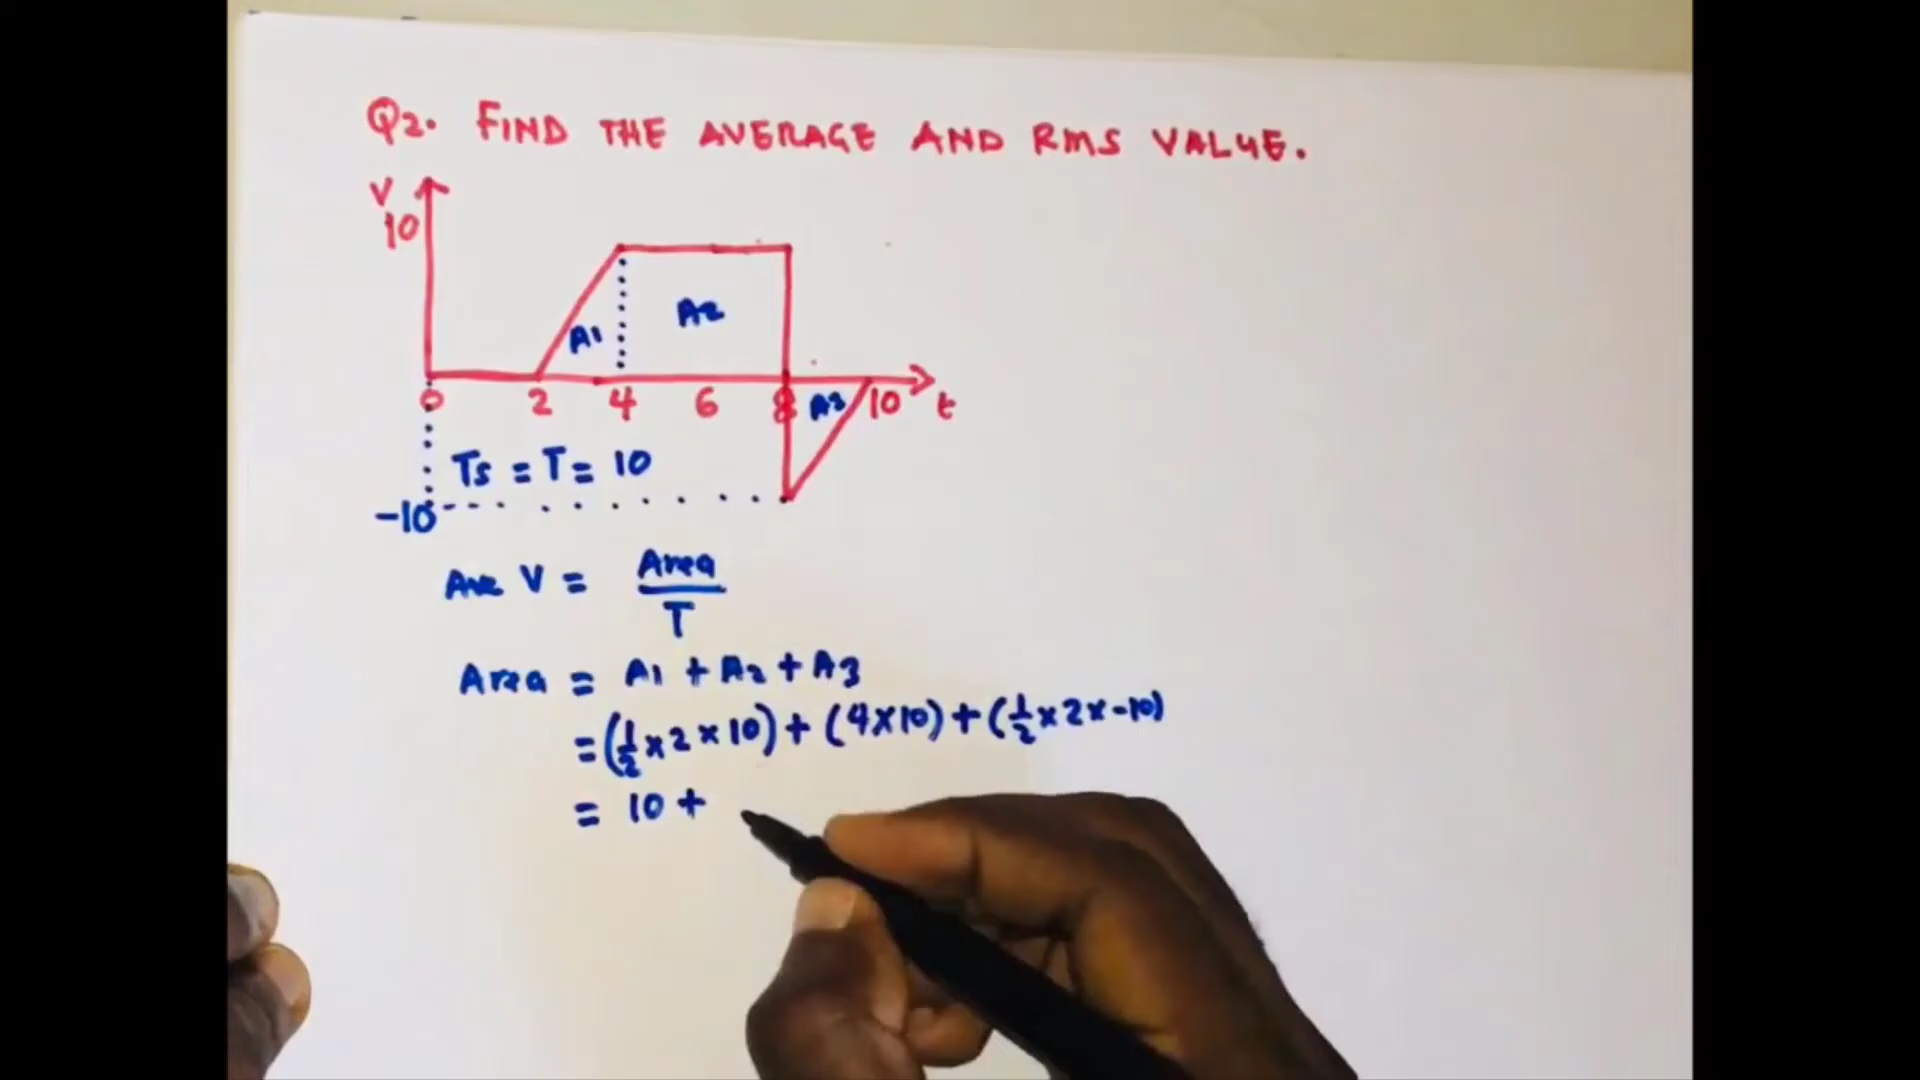 Q2. FIND THE AVERAGE AND RMS VALUE.
V
10
A1
A2
0 2 4 6 8 A3 10 t
Ts = T = 10
-10
Ave V = Area
T
Area = A1 + A2 + A3
= (1/2 x 2 x 10) + (4 x 10) + (1/2 x 2 x -10)
= 10 +